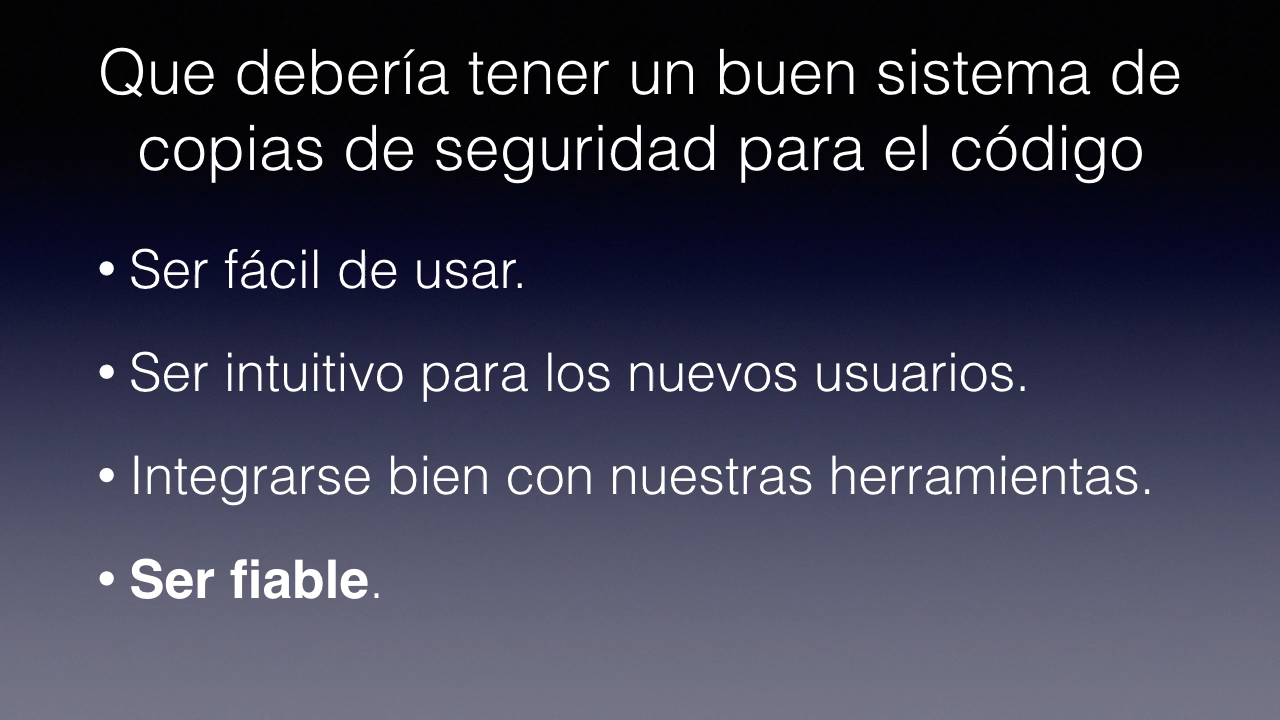 Que debería tener un buen sistema de
copias de seguridad para el código
• Ser fácil de usar.
• Ser intuitivo para los nuevos usuarios.
• Integrarse bien con nuestras herramientas.
• Ser fiable.